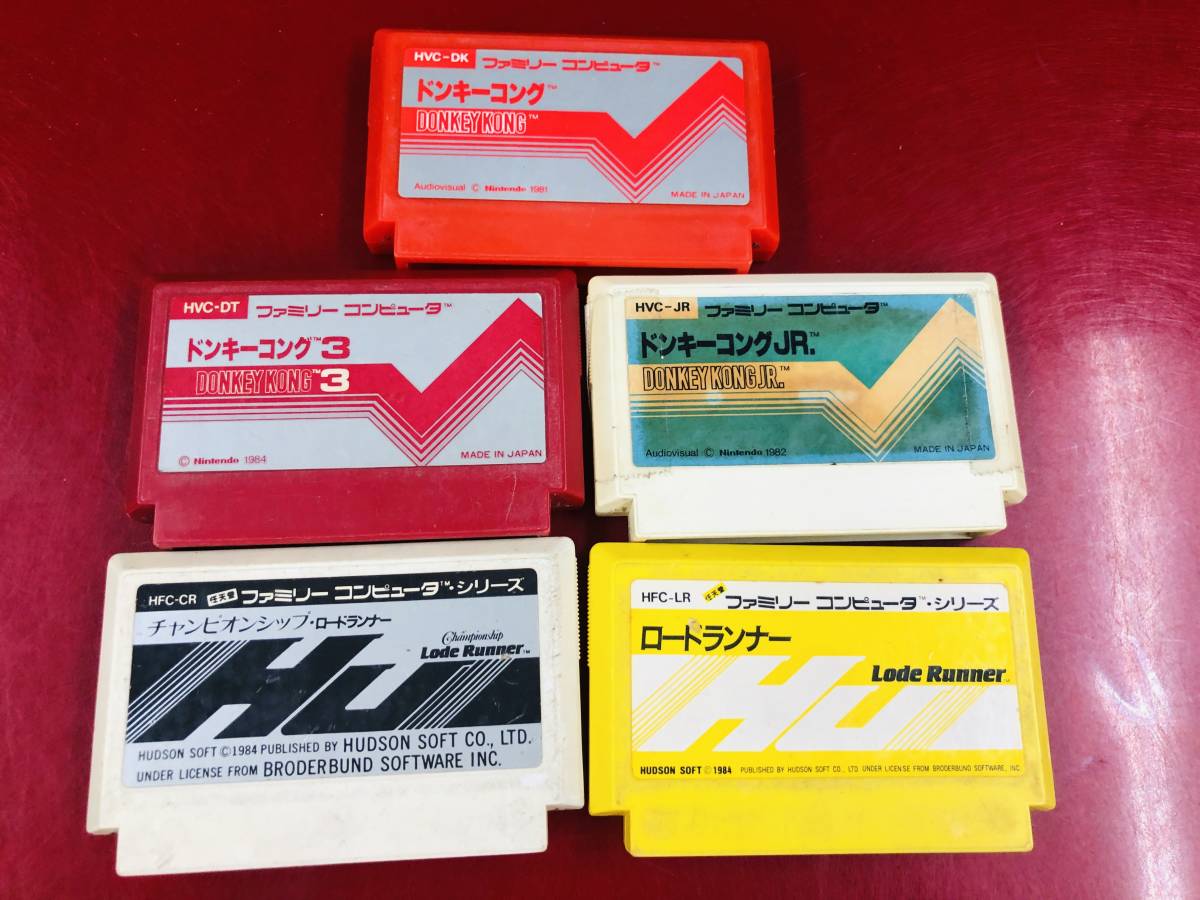 HVC-DK ファミリー コンピュータ™
ドンキーコング™
DONKEY KONG™
Audiovisual © Nintendo 1981
MADE IN JAPAN
HVC-DT ファミリー コンピュータ™
ドンキーコング™3
DONKEY KONG™3
© Nintendo 1984
MADE IN JAPAN
HVC-JR ファミリー コンピュータ™
ドンキーコングJR.™
DONKEY KONG JR.™
Audiovisual © Nintendo 1982
MADE IN JAPAN
HFC-CR 任天堂 ファミリー コンピュータ™・シリーズ
チャンピオンシップ・ロードランナー
Championship
Lode Runner™
HU
HUDSON SOFT ©1984 PUBLISHED BY HUDSON SOFT CO., LTD.
UNDER LICENSE FROM BRODERBUND SOFTWARE INC.
HFC-LR 任天堂 ファミリー コンピュータ™・シリーズ
ロードランナー
Lode Runner™
HU
HUDSON SOFT ©1984 PUBLISHED BY HUDSON SOFT CO., LTD. UNDER LICENSE FROM BRODERBUND SOFTWARE, INC.